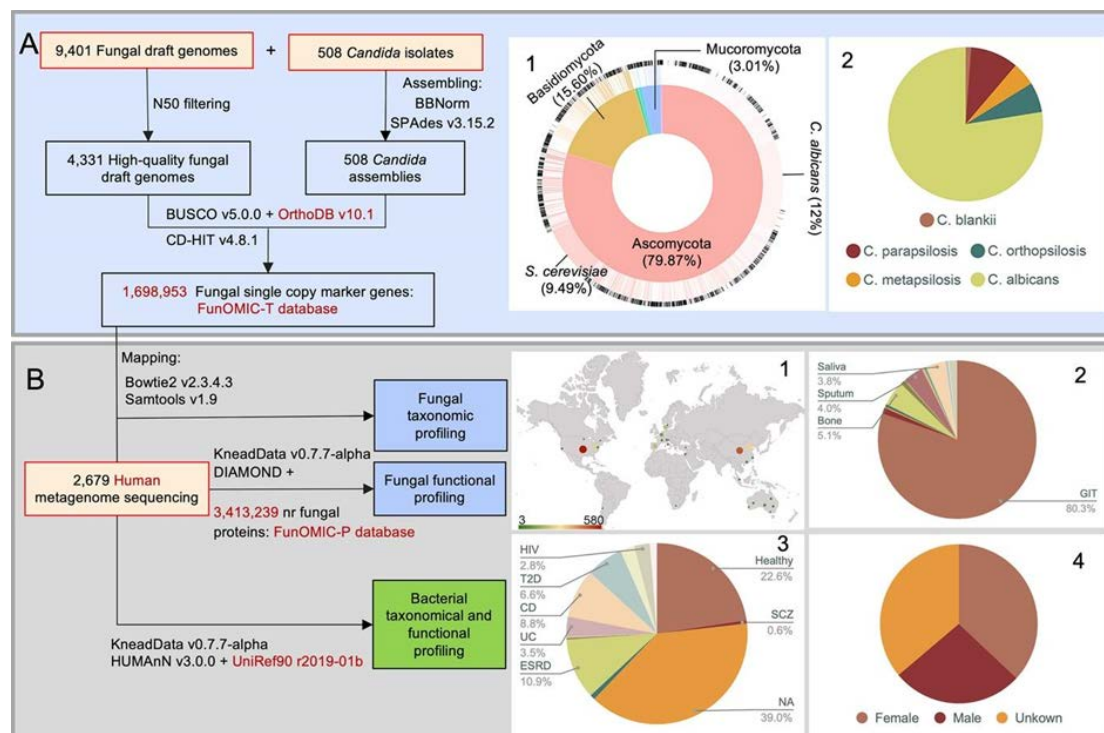 A
9,401 Fungal draft genomes
+
508 Candida isolates
N50 filtering
Assembling:
BBNorm
SPAdes v3.15.2
4,331 High-quality fungal
draft genomes
508 Candida
assemblies
BUSCO v5.0.0 + OrthoDB v10.1
CD-HIT v4.8.1
1,698,953 Fungal single copy marker genes:
FunOMIC-T database
1
Mucoromycota
(3.01%)
Basidiomycota
(15.60%)
C. albicans (12%)
Ascomycota
(79.87%)
S. cerevisiae
(9.49%)
2
C. blankii
C. parapsilosis
C. orthopsilosis
C. metapsilosis
C. albicans
B
Mapping:
Bowtie2 v2.3.4.3
Samtools v1.9
Fungal
taxonomic
profiling
2,679 Human
metagenome sequencing
KneadData v0.7.7-alpha
DIAMOND +
3,413,239 nr fungal
proteins: FunOMIC-P database
Fungal functional
profiling
KneadData v0.7.7-alpha
HUMAnN v3.0.0 + UniRef90 r2019-01b
Bacterial
taxonomical and
functional
profiling
1
3
580
2
Saliva
3.8%
Sputum
4.0%
Bone
5.1%
GIT
80.3%
3
HIV
2.8%
T2D
6.6%
CD
8.8%
UC
3.5%
ESRD
10.9%
Healthy
22.6%
SCZ
0.6%
NA
39.0%
4
Female
Male
Unkown